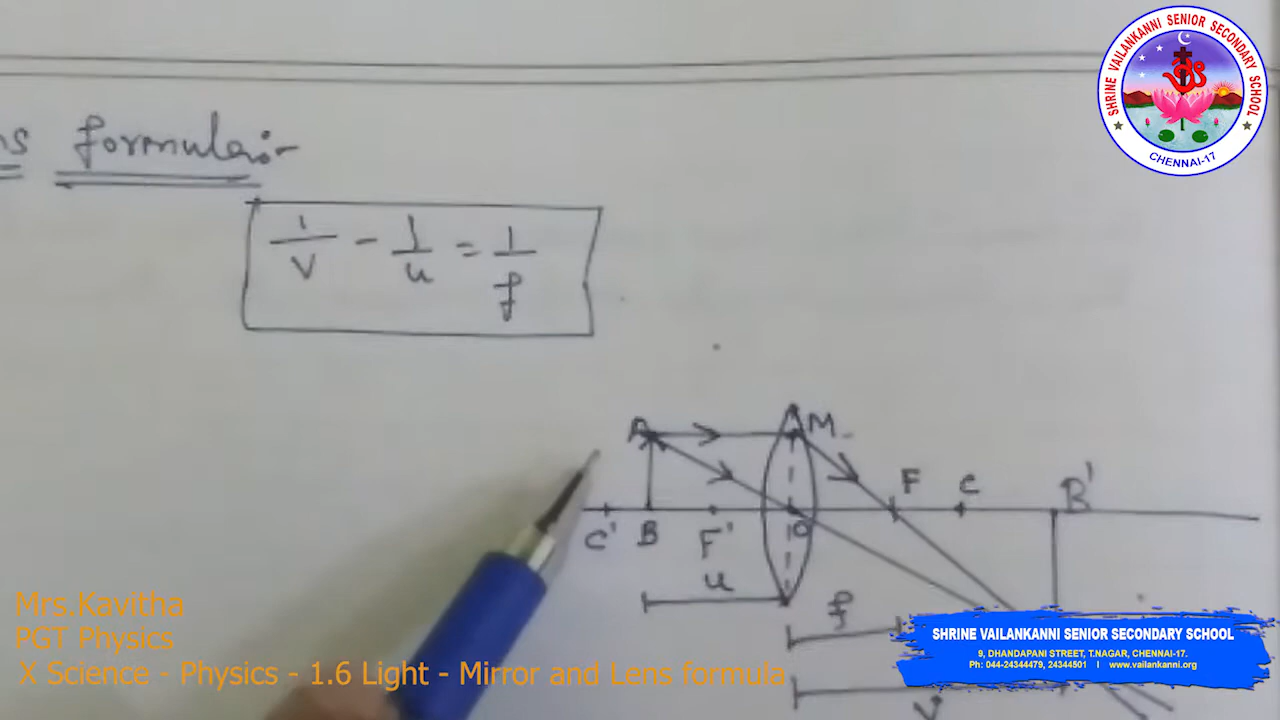 ns formula:-
1/v - 1/u = 1/f
A
M
F
C
B'
C'
B
F'
O
u
f
v
SHRINE VAILANKANNI SENIOR SECONDARY SCHOOL
CHENNAI-17
Mrs.Kavitha
PGT Physics
X Science - Physics - 1.6 Light - Mirror and Lens formula
SHRINE VAILANKANNI SENIOR SECONDARY SCHOOL
9, DHANDAPANI STREET, T.NAGAR, CHENNAI-17.
Ph: 044-24344479, 24344501 I www.vailankanni.org